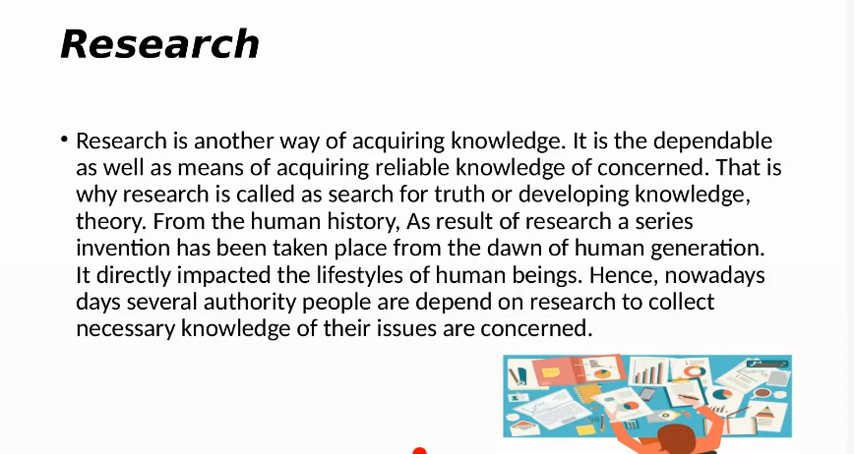 Research
• Research is another way of acquiring knowledge. It is the dependable
as well as means of acquiring reliable knowledge of concerned. That is
why research is called as search for truth or developing knowledge,
theory. From the human history, As result of research a series
invention has been taken place from the dawn of human generation.
It directly impacted the lifestyles of human beings. Hence, nowadays
days several authority people are depend on research to collect
necessary knowledge of their issues are concerned.